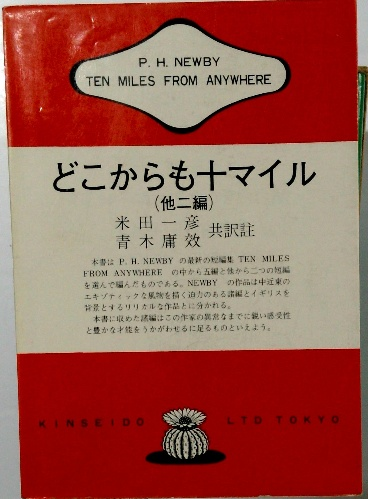 P. H. NEWBY
TEN MILES FROM ANYWHERE
どこからも十マイル
(他二編)
米田一彦
青木庸效
共訳註
本書は P. H. NEWBY の最新の短編集 TEN MILES
FROM ANYWHERE の中から五編と他から二つの短編
を選んで編んだものである。NEWBY の作品は中近東の
エキゾティックな風物を描く迫力のある諸編とイギリスを
背景とするリリカルな作品とに分かれる。
本書に収めた諸編はこの作家の異常なまでに鋭い感受性
と豊かな才能をうかがわせるに足るものといえよう。
KINSEIDO LTD TOKYO